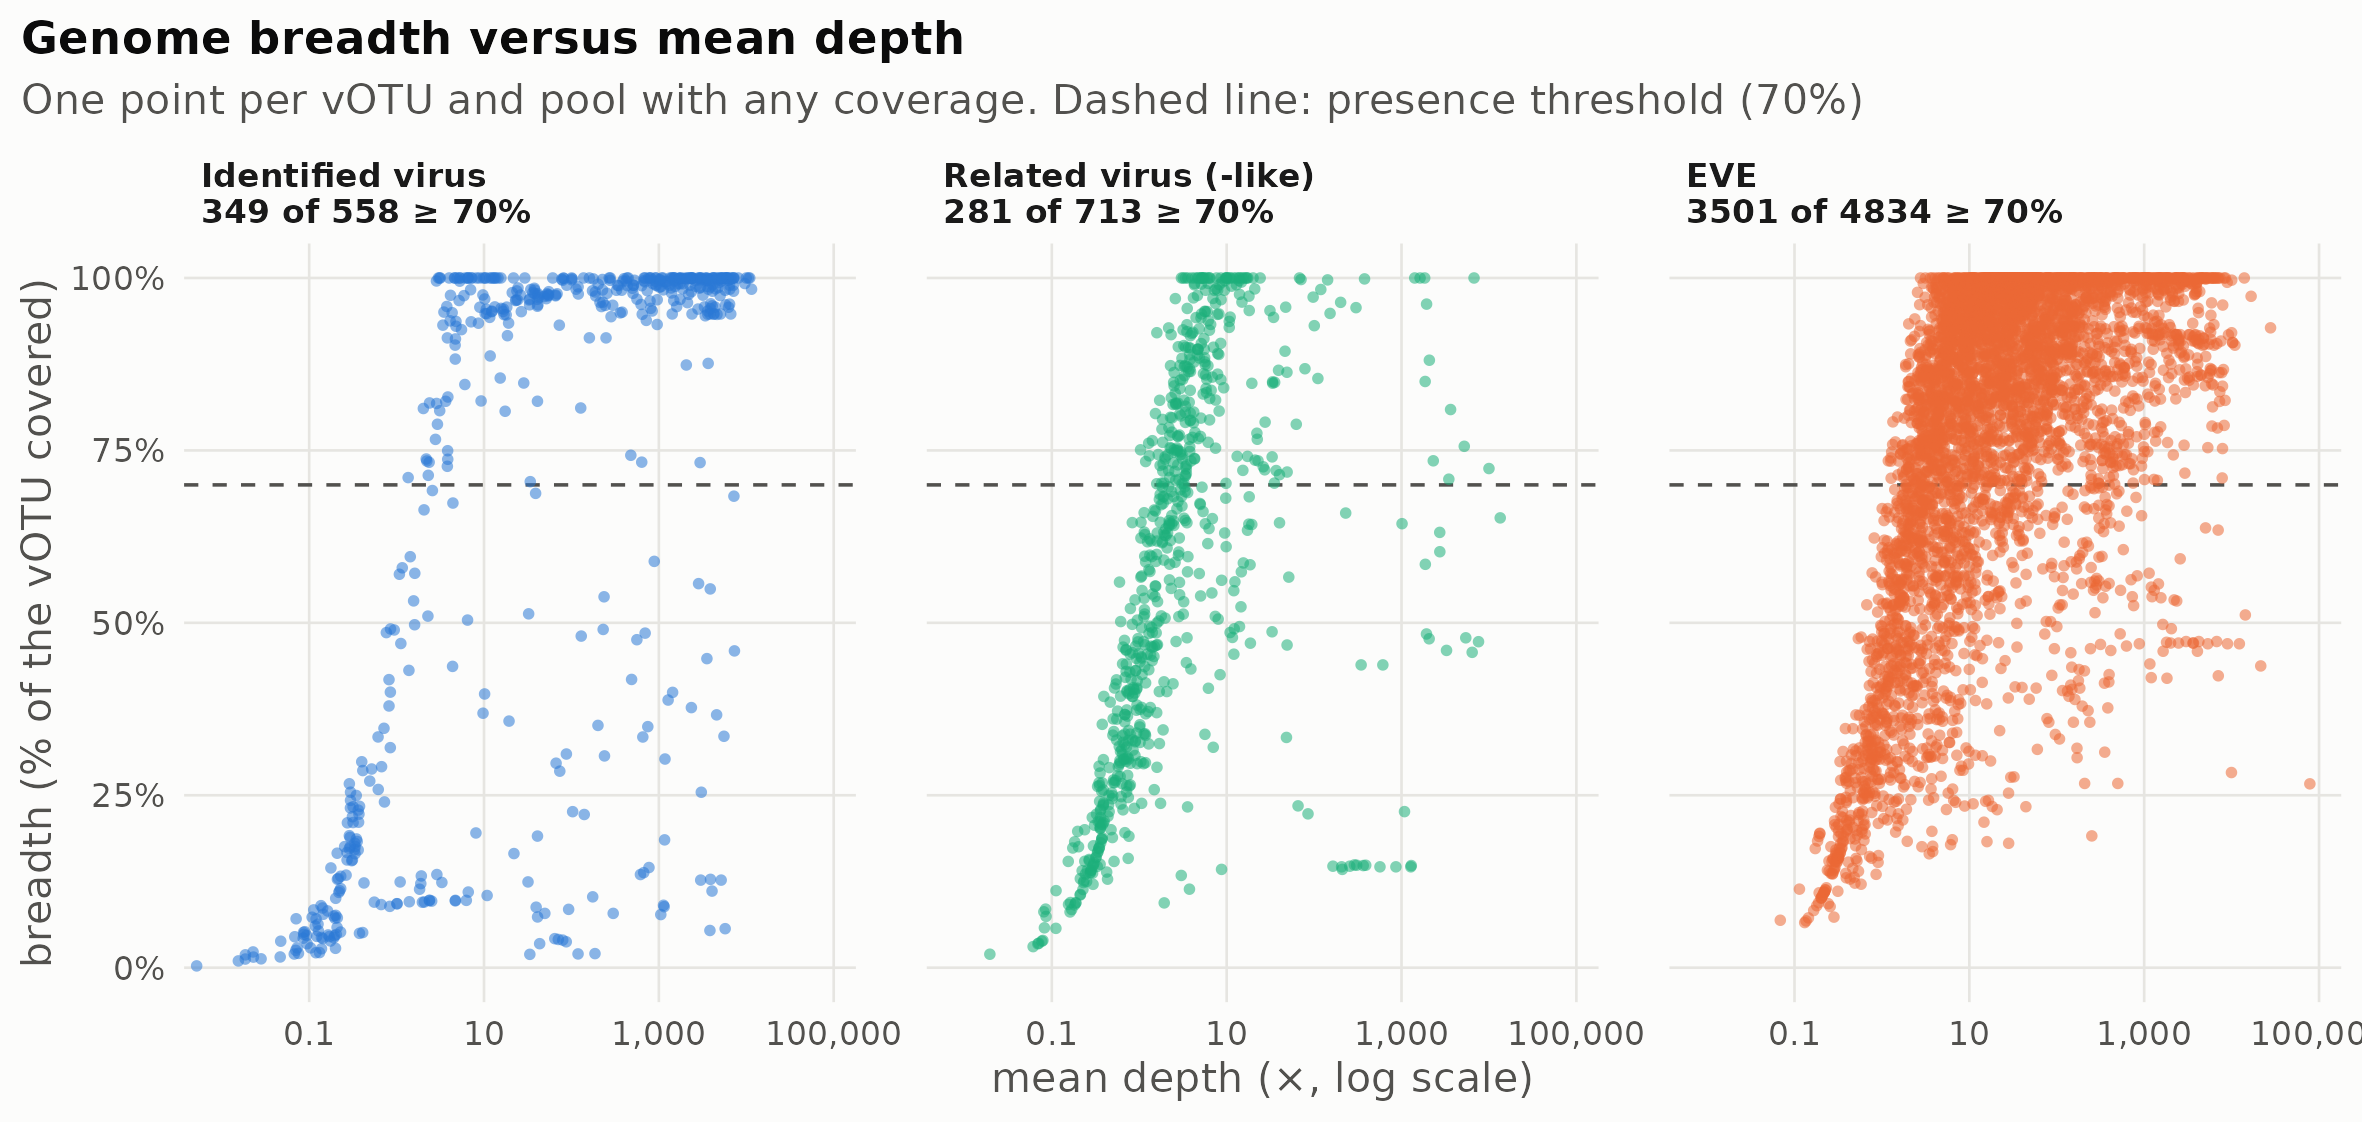 Genome breadth versus mean depth
One point per vOTU and pool with any coverage. Dashed line: presence threshold (70%)
Identified virus
349 of 558 ≥ 70%
Related virus (-like)
281 of 713 ≥ 70%
EVE
3501 of 4834 ≥ 70%
breadth (% of the vOTU covered)
100%
75%
50%
25%
0%
0.1 10 1,000 100,000
0.1 10 1,000 100,000
0.1 10 1,000 100,0
mean depth (×, log scale)